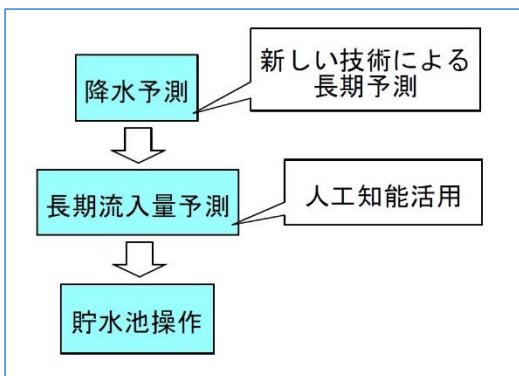 降水予測
新しい技術による
長期予測
長期流入量予測
人工知能活用
貯水池操作